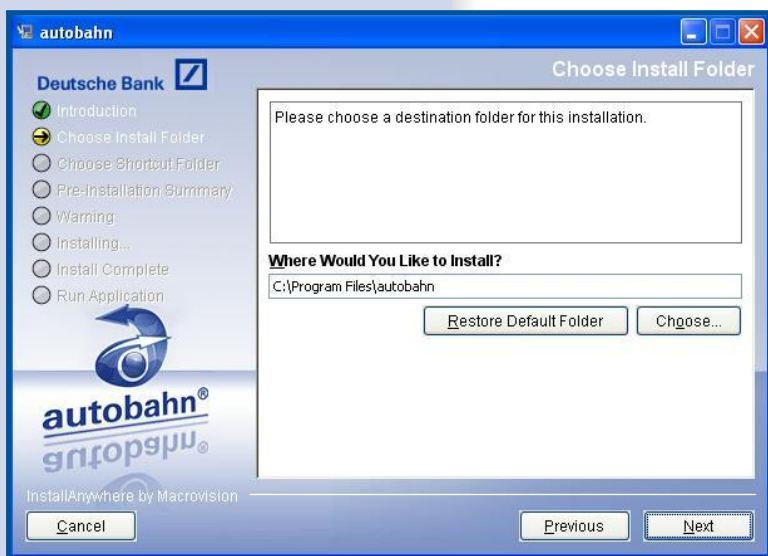 autobahn
Deutsche Bank
Choose Install Folder
Introduction
Choose Install Folder
Choose Shortcut Folder
Pre-Installation Summary
Warning
Installing...
Install Complete
Run Application
autobahn®
Please choose a destination folder for this installation.
Where Would You Like to Install?
C:\Program Files\autobahn
Restore Default Folder
Choose...
InstallAnywhere by Macrovision
Cancel
Previous
Next